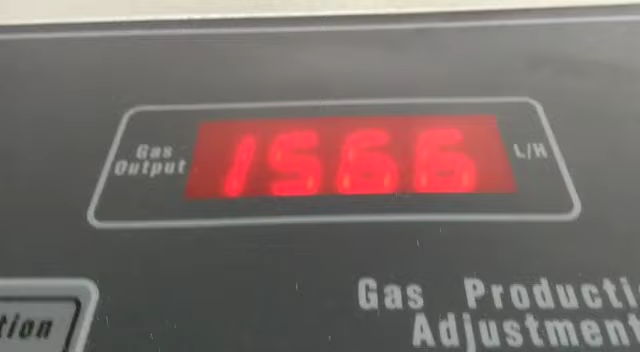 Gas
Output
1566
L/H
Gas Producti
Adjustment
tion